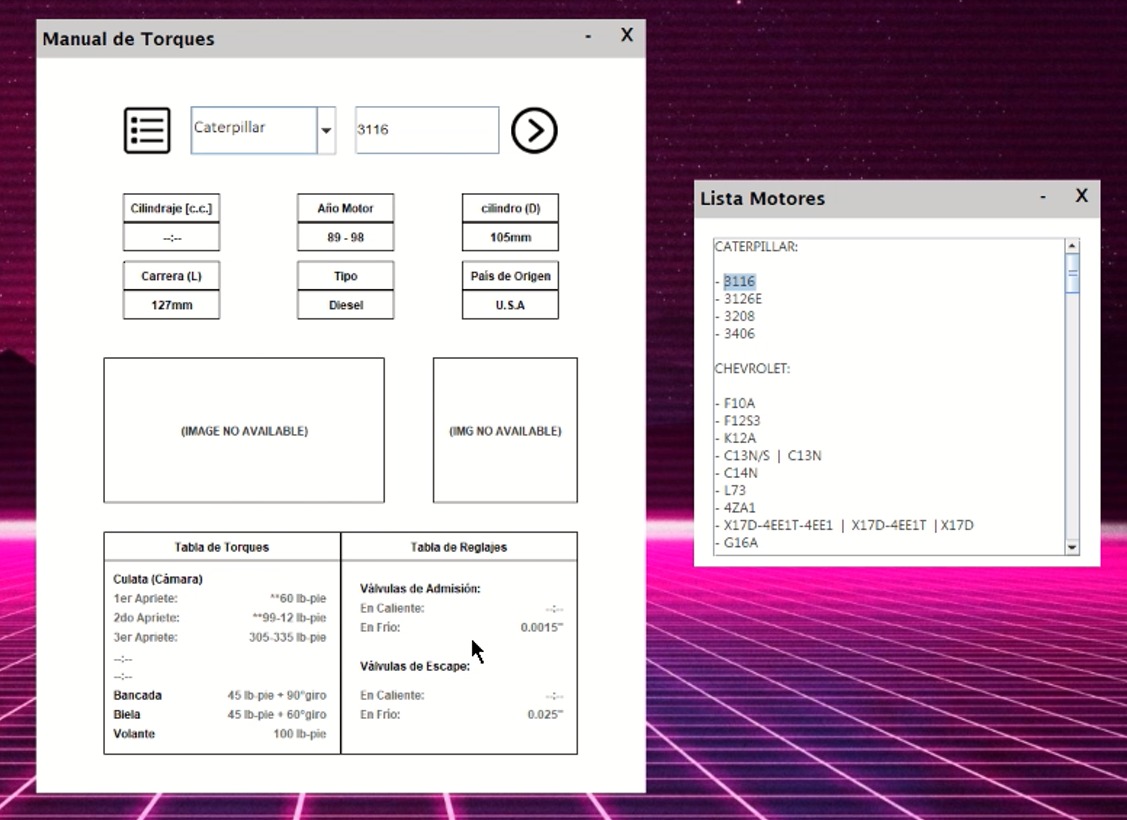 Manual de Torques - X
Caterpillar 3116
Cilindraje [c.c.] Año Motor cilindro (D)
--:-- 89 - 98 105mm
Carrera (L) Tipo País de Origen
127mm Diesel U.S.A
(IMAGE NO AVAILABLE) (IMG NO AVAILABLE)
Tabla de Torques
Culata (Cámara)
1er Apriete: **60 lb-pie
2do Apriete: **99-12 lb-pie
3er Apriete: 305-335 lb-pie
--:--
--:--
Bancada 45 lb-pie + 90°giro
Biela 45 lb-pie + 60°giro
Volante 100 lb-pie
Tabla de Reglajes
Válvulas de Admisión:
En Caliente: --:--
En Frío: 0.0015"
Válvulas de Escape:
En Caliente: --:--
En Frío: 0.025"
Lista Motores - X
CATERPILLAR:
- 3116
- 3126E
- 3208
- 3406
CHEVROLET:
- F10A
- F12S3
- K12A
- C13N/S | C13N
- C14N
- L73
- 4ZA1
- X17D-4EE1T-4EE1 | X17D-4EE1T | X17D
- G16A